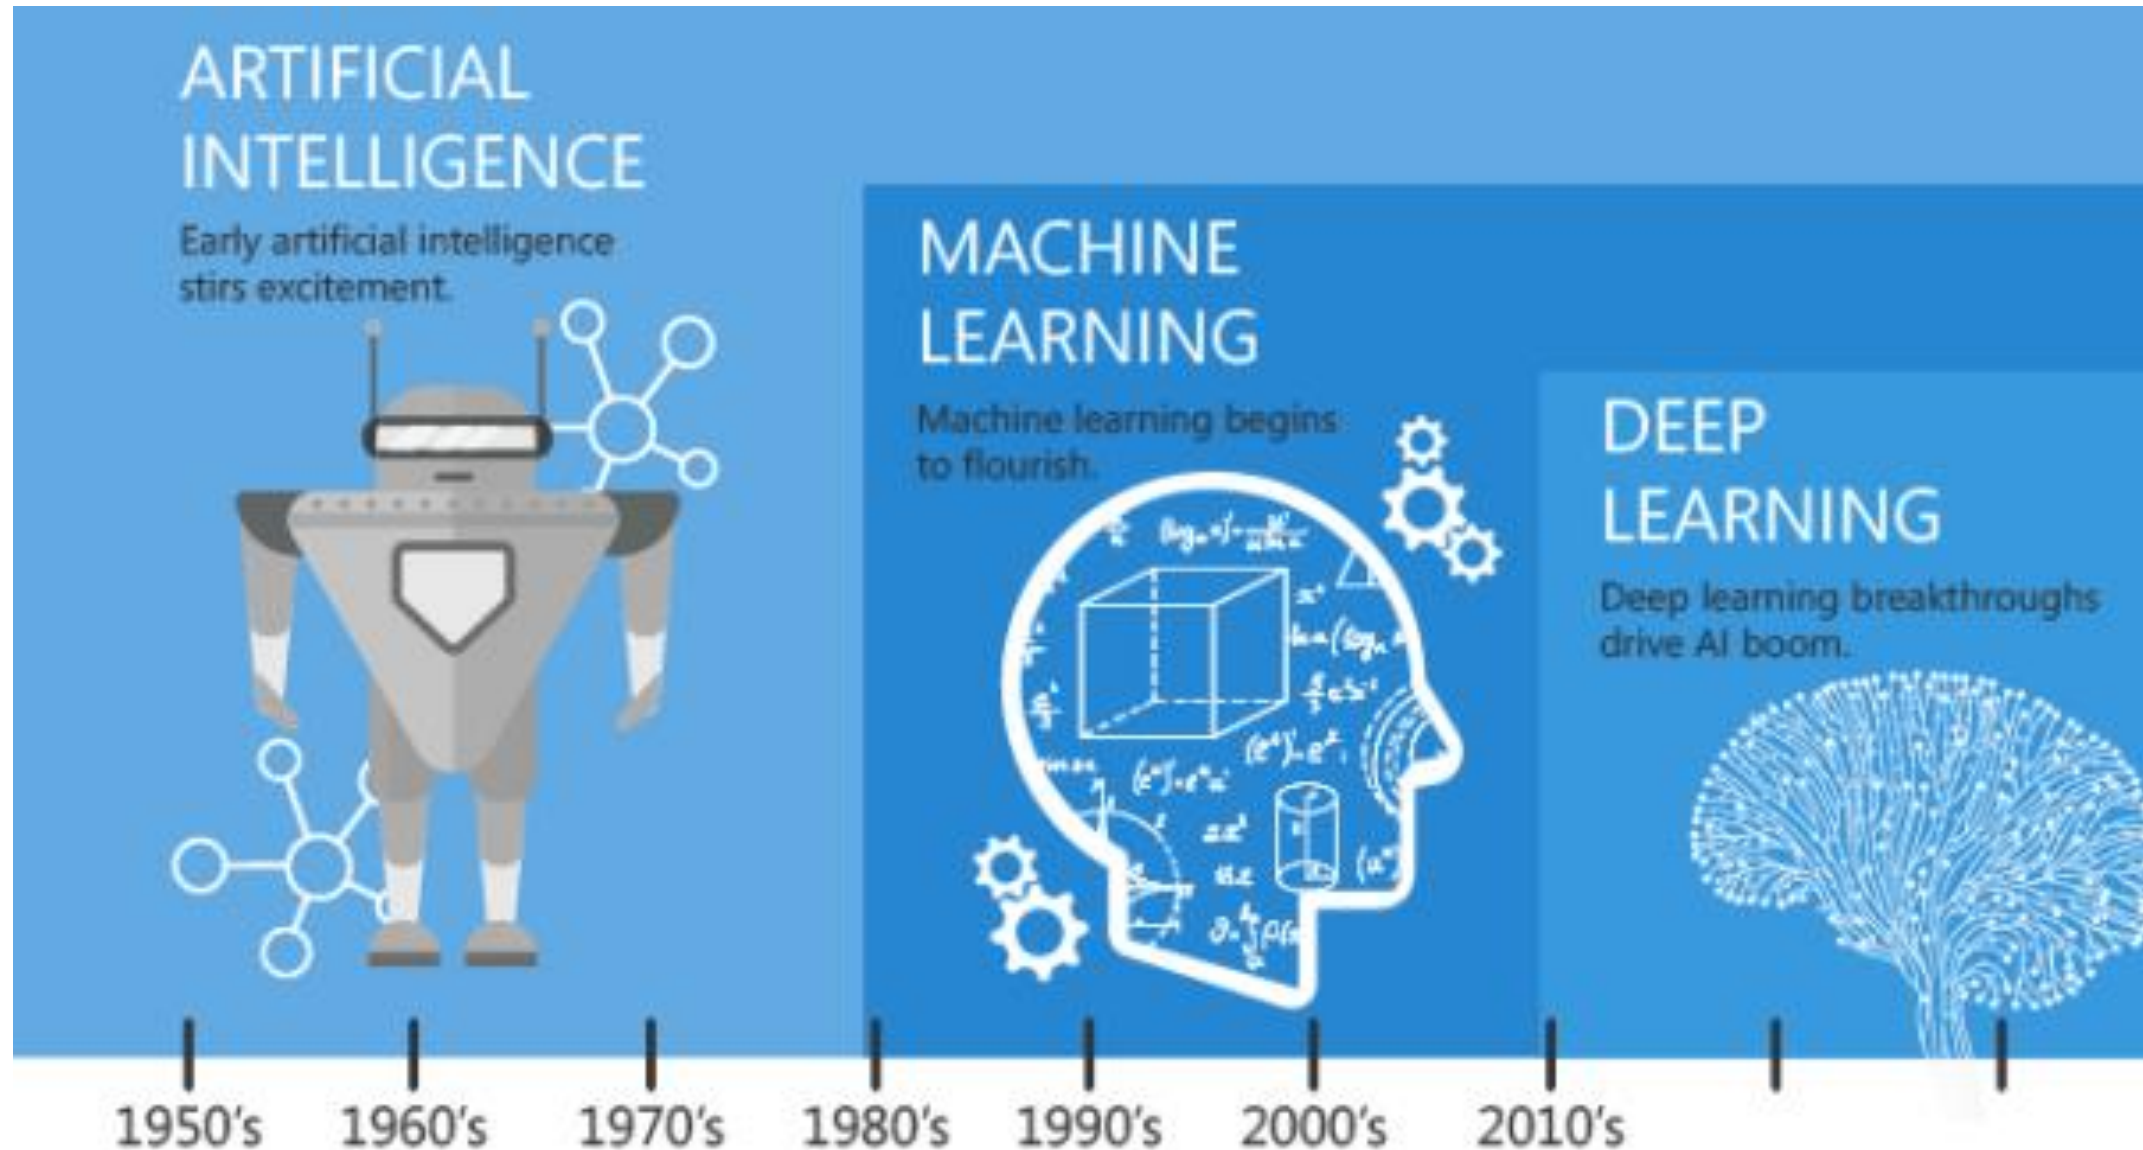 ARTIFICIAL
INTELLIGENCE
Early artificial intelligence
stirs excitement.
MACHINE
LEARNING
Machine learning begins
to flourish.
DEEP
LEARNING
Deep learning breakthroughs
drive AI boom.
1950's 1960's 1970's 1980's 1990's 2000's 2010's